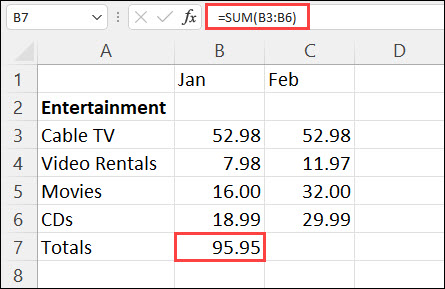 B7 fx =SUM(B3:B6)
A B C D
1 Jan Feb
2 Entertainment
3 Cable TV 52.98 52.98
4 Video Rentals 7.98 11.97
5 Movies 16.00 32.00
6 CDs 18.99 29.99
7 Totals 95.95
8